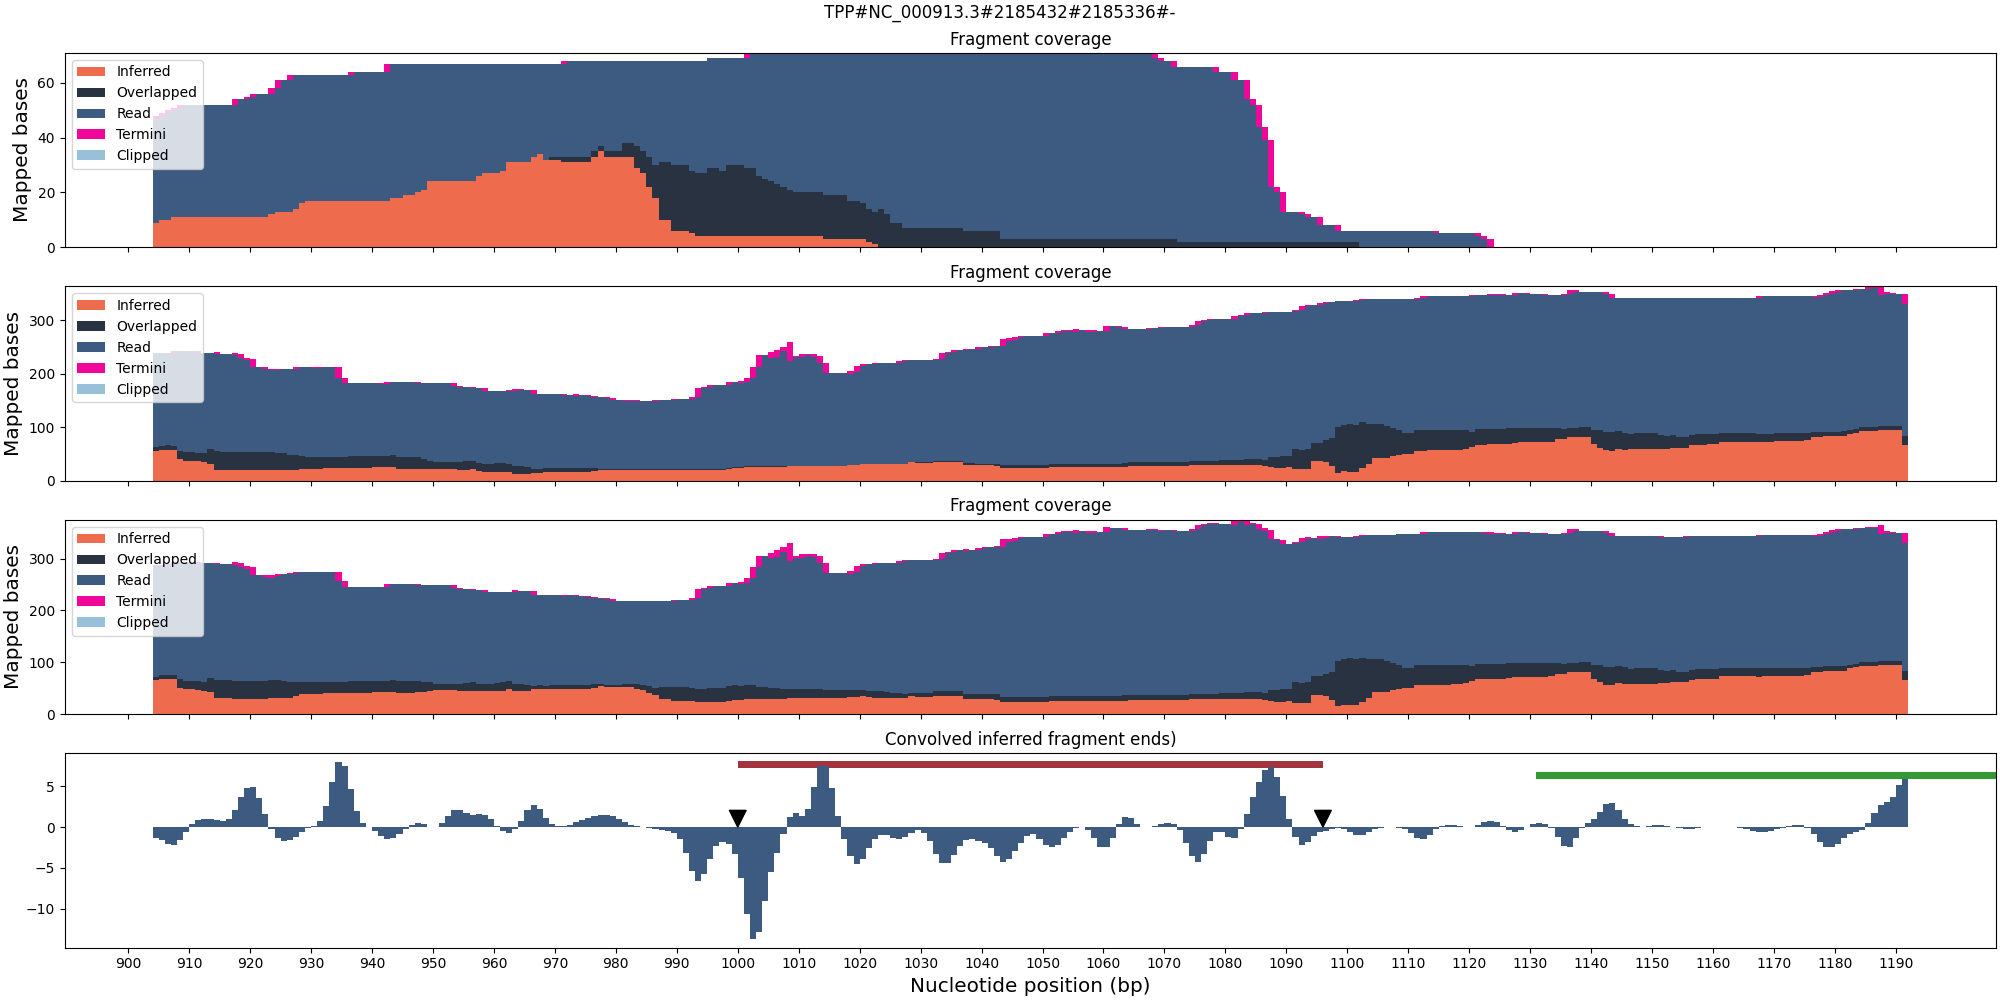 TPP#NC_000913.3#2185432#2185336#-
Fragment coverage
Mapped bases
60
40
20
0
Inferred
Overlapped
Read
Termini
Clipped
Fragment coverage
Mapped bases
300
200
100
0
Inferred
Overlapped
Read
Termini
Clipped
Fragment coverage
Mapped bases
300
200
100
0
Inferred
Overlapped
Read
Termini
Clipped
Convolved inferred fragment ends)
5
0
−5
−10
900 910 920 930 940 950 960 970 980 990 1000 1010 1020 1030 1040 1050 1060 1070 1080 1090 1100 1110 1120 1130 1140 1150 1160 1170 1180 1190
Nucleotide position (bp)